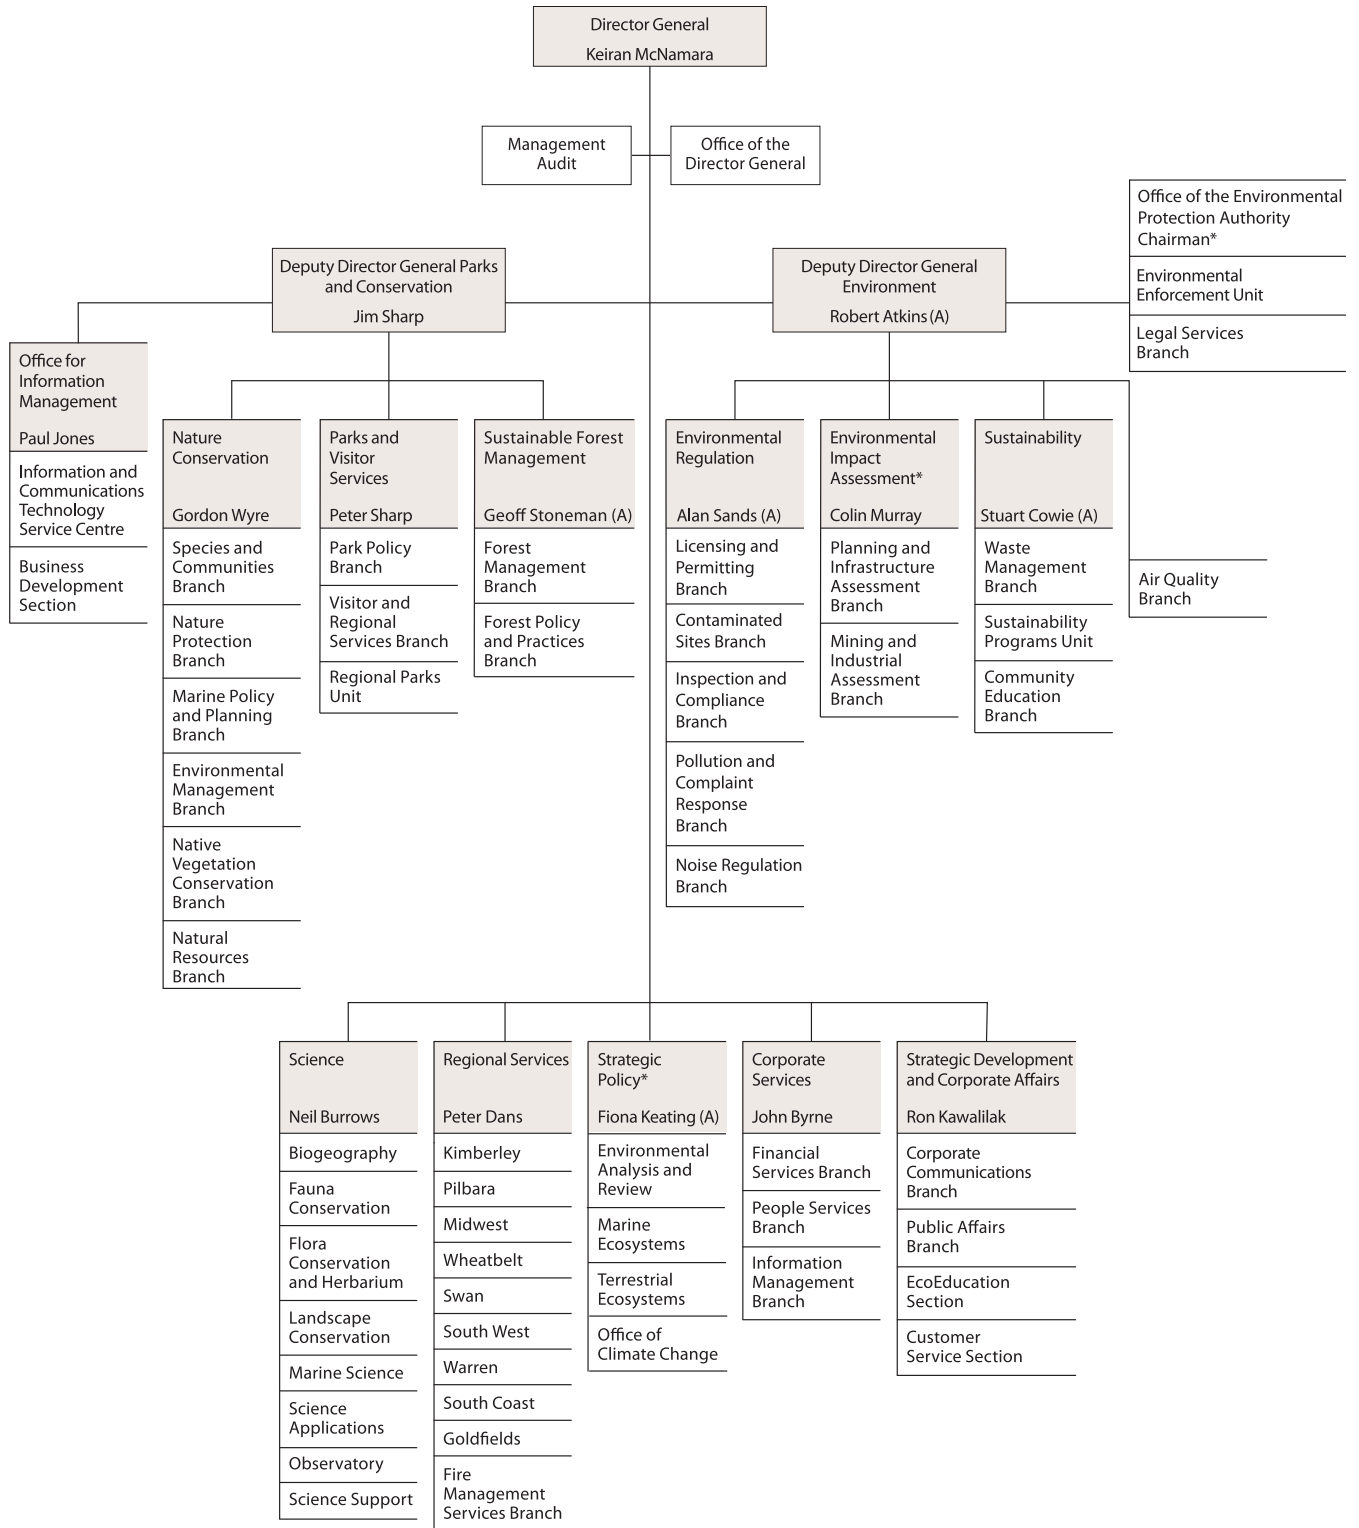 Director General
Keiran McNamara
Management
Audit
Office of the
Director General
Office of the Environmental
Protection Authority
Chairman*
Environmental
Enforcement Unit
Legal Services
Branch
Deputy Director General Parks
and Conservation
Jim Sharp
Deputy Director General
Environment
Robert Atkins (A)
Office for
Information
Management
Paul Jones
Information and
Communications
Technology
Service Centre
Business
Development
Section
Nature
Conservation
Gordon Wyre
Species and
Communities
Branch
Nature
Protection
Branch
Marine Policy
and Planning
Branch
Environmental
Management
Branch
Native
Vegetation
Conservation
Branch
Natural
Resources
Branch
Parks and
Visitor
Services
Peter Sharp
Park Policy
Branch
Visitor and
Regional
Services Branch
Regional Parks
Unit
Sustainable Forest
Management
Geoff Stoneman (A)
Forest
Management
Branch
Forest Policy
and Practices
Branch
Environmental
Regulation
Alan Sands (A)
Licensing and
Permitting
Branch
Contaminated
Sites Branch
Inspection and
Compliance
Branch
Pollution and
Complaint
Response
Branch
Noise Regulation
Branch
Environmental
Impact
Assessment*
Colin Murray
Planning and
Infrastructure
Assessment
Branch
Mining and
Industrial
Assessment
Branch
Sustainability
Stuart Cowie (A)
Waste
Management
Branch
Sustainability
Programs Unit
Community
Education
Branch
Air Quality
Branch
Science
Neil Burrows
Biogeography
Fauna
Conservation
Flora
Conservation
and Herbarium
Landscape
Conservation
Marine Science
Science
Applications
Observatory
Science Support
Regional Services
Peter Dans
Kimberley
Pilbara
Midwest
Wheatbelt
Swan
South West
Warren
South Coast
Goldfields
Fire
Management
Services Branch
Strategic
Policy*
Fiona Keating (A)
Environmental
Analysis and
Review
Marine
Ecosystems
Terrestrial
Ecosystems
Office of
Climate Change
Corporate
Services
John Byrne
Financial
Services Branch
People Services
Branch
Information
Management
Branch
Strategic Development
and Corporate Affairs
Ron Kawalilak
Corporate
Communications
Branch
Public Affairs
Branch
EcoEducation
Section
Customer
Service Section